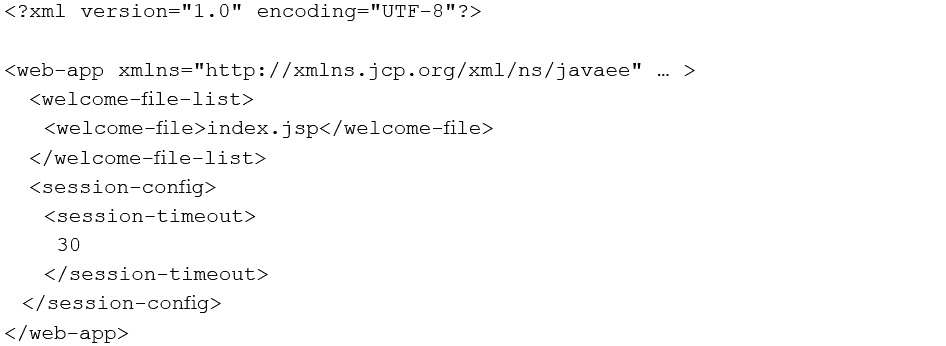 <?xml version="1.0" encoding="UTF-8"?>
<web-app xmlns="http://xmlns.jcp.org/xml/ns/javaee" … >
<welcome-file-list>
<welcome-file>index.jsp</welcome-file>
</welcome-file-list>
<session-config>
<session-timeout>
30
</session-timeout>
</session-config>
</web-app>